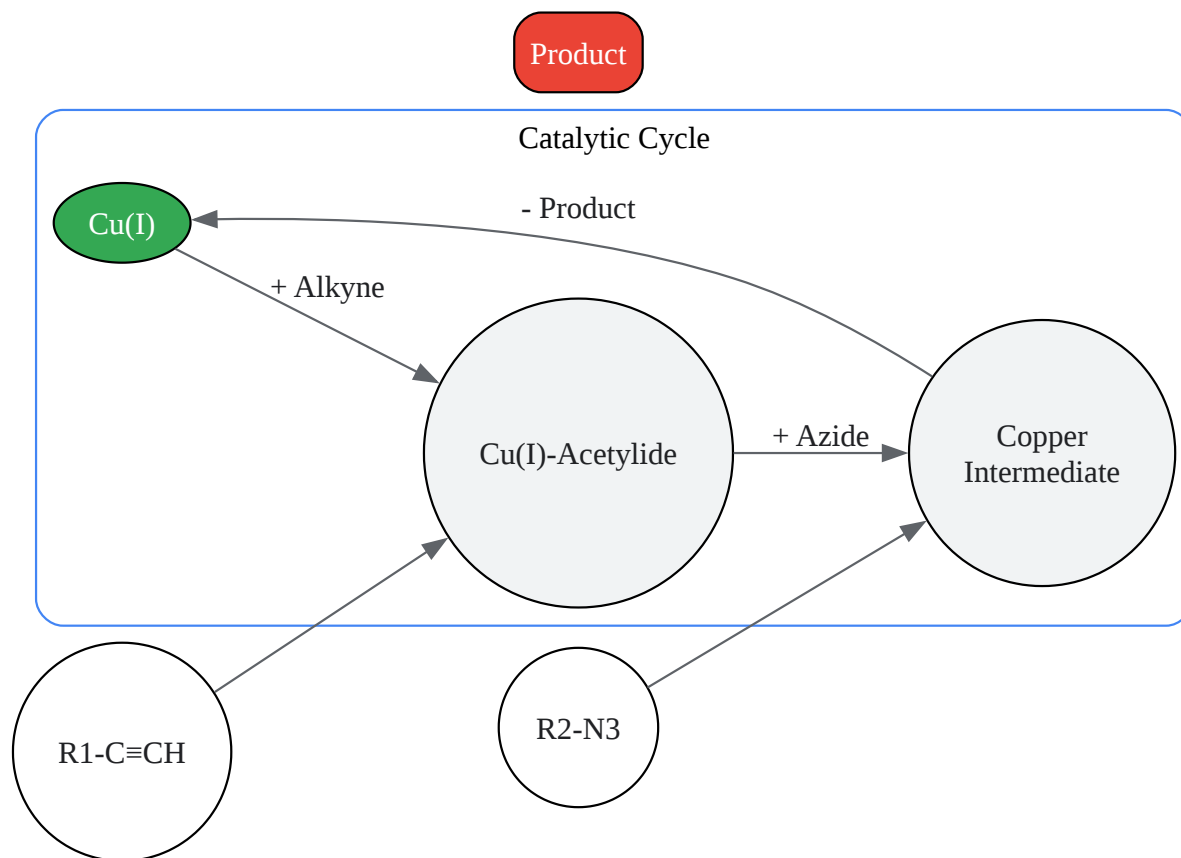 Product
Catalytic Cycle
- Product
Cu(I)
+ Alkyne
Cu(I)-Acetylide
+ Azide
Copper
Intermediate
R1-C≡CH
R2-N3